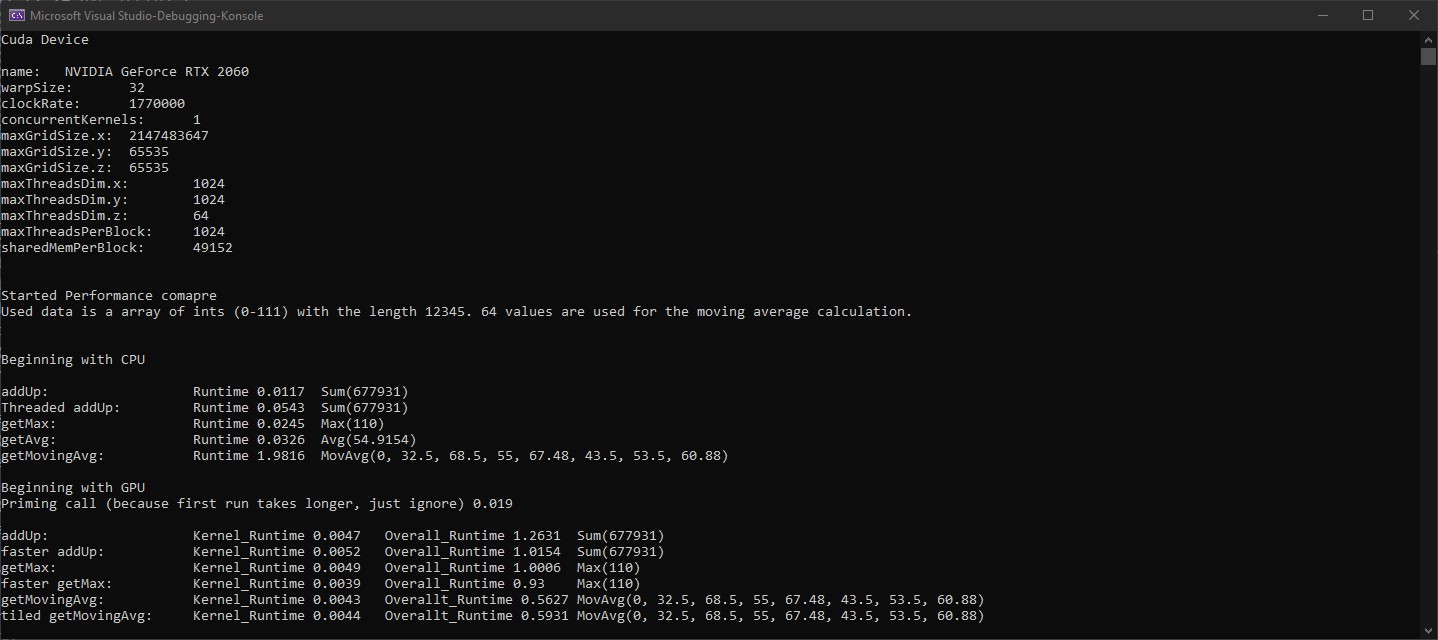 Microsoft Visual Studio-Debugging-Konsole
Cuda Device
name: NVIDIA GeForce RTX 2060
warpSize: 32
clockRate: 1770000
concurrentKernels: 1
maxGridSize.x: 2147483647
maxGridSize.y: 65535
maxGridSize.z: 65535
maxThreadsDim.x: 1024
maxThreadsDim.y: 1024
maxThreadsDim.z: 64
maxThreadsPerBlock: 1024
sharedMemPerBlock: 49152
Started Performance comapre
Used data is a array of ints (0-111) with the length 12345. 64 values are used for the moving average calculation.
Beginning with CPU
addUp: Runtime 0.0117 Sum(677931)
Threaded addUp: Runtime 0.0543 Sum(677931)
getMax: Runtime 0.0245 Max(110)
getAvg: Runtime 0.0326 Avg(54.9154)
getMovingAvg: Runtime 1.9816 MovAvg(0, 32.5, 68.5, 55, 67.48, 43.5, 53.5, 60.88)
Beginning with GPU
Priming call (because first run takes longer, just ignore) 0.019
addUp: Kernel_Runtime 0.0047 Overall_Runtime 1.2631 Sum(677931)
faster addUp: Kernel_Runtime 0.0052 Overall_Runtime 1.0154 Sum(677931)
getMax: Kernel_Runtime 0.0049 Overall_Runtime 1.0006 Max(110)
faster getMax: Kernel_Runtime 0.0039 Overall_Runtime 0.93 Max(110)
getMovingAvg: Kernel_Runtime 0.0043 Overallt_Runtime 0.5627 MovAvg(0, 32.5, 68.5, 55, 67.48, 43.5, 53.5, 60.88)
tiled getMovingAvg: Kernel_Runtime 0.0044 Overallt_Runtime 0.5931 MovAvg(0, 32.5, 68.5, 55, 67.48, 43.5, 53.5, 60.88)